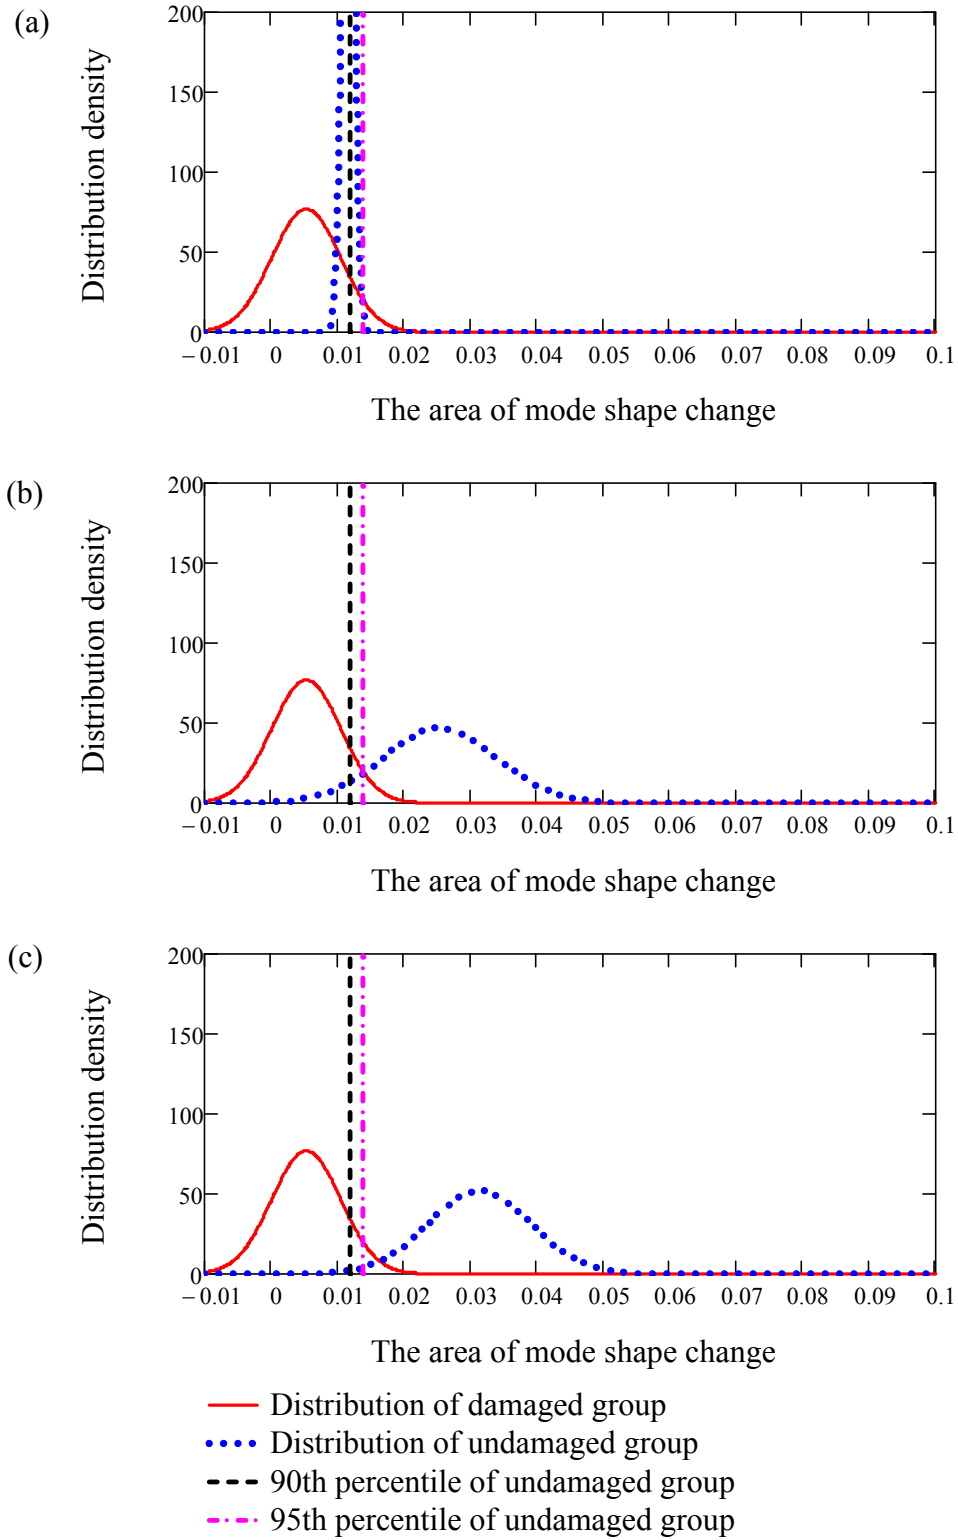 (a)
Distribution density
200
150
100
50
0
−0.01 0 0.01 0.02 0.03 0.04 0.05 0.06 0.07 0.08 0.09 0.1
The area of mode shape change
(b)
Distribution density
200
150
100
50
0
−0.01 0 0.01 0.02 0.03 0.04 0.05 0.06 0.07 0.08 0.09 0.1
The area of mode shape change
(c)
Distribution density
200
150
100
50
0
−0.01 0 0.01 0.02 0.03 0.04 0.05 0.06 0.07 0.08 0.09 0.1
The area of mode shape change
Distribution of damaged group
Distribution of undamaged group
90th percentile of undamaged group
95th percentile of undamaged group